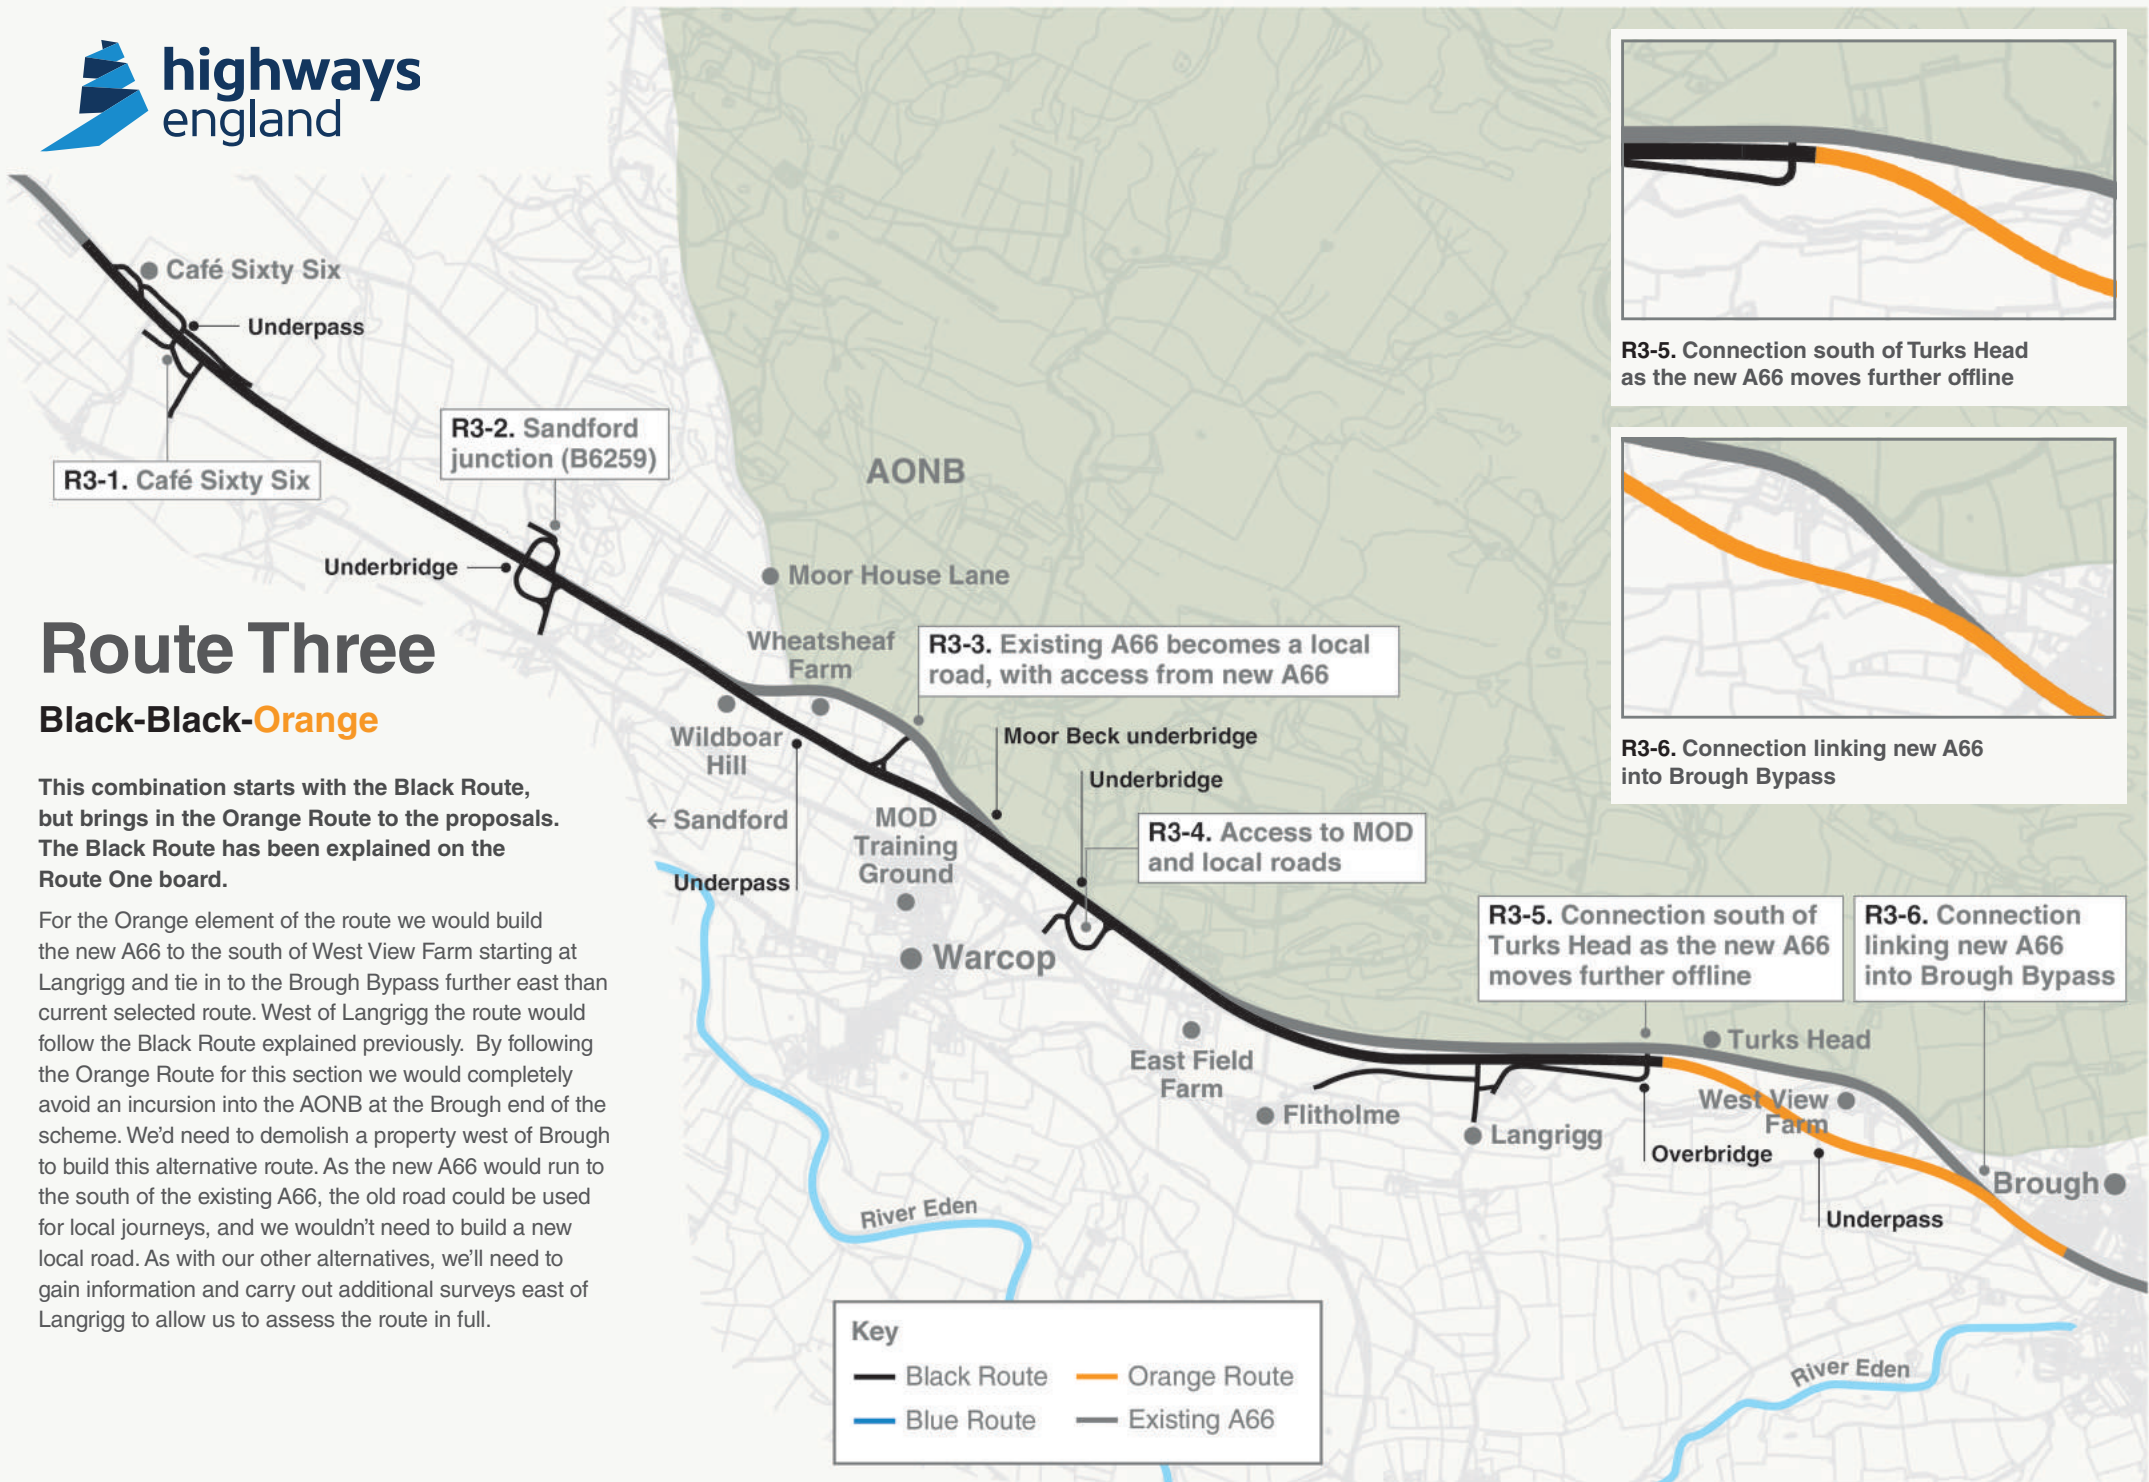 highways
england
Café Sixty Six
Underpass
R3-1. Café Sixty Six
R3-2. Sandford
junction (B6259)
Underbridge
AONB
Moor House Lane
Wheatsheaf
Farm
R3-3. Existing A66 becomes a local
road, with access from new A66
Wildboar
Hill
Moor Beck underbridge
Underbridge
← Sandford
Underpass
MOD
Training
Ground
R3-4. Access to MOD
and local roads
Warcop
East Field
Farm
Flitholme
Langrigg
R3-5. Connection south of
Turks Head as the new A66
moves further offline
R3-6. Connection
linking new A66
into Brough Bypass
Turks Head
West View
Farm
Overbridge
Underpass
Brough
River Eden
River Eden
R3-5. Connection south of Turks Head
as the new A66 moves further offline
R3-6. Connection linking new A66
into Brough Bypass
Route Three
Black-Black-Orange
This combination starts with the Black Route,
but brings in the Orange Route to the proposals.
The Black Route has been explained on the
Route One board.
For the Orange element of the route we would build
the new A66 to the south of West View Farm starting at
Langrigg and tie in to the Brough Bypass further east than
current selected route. West of Langrigg the route would
follow the Black Route explained previously. By following
the Orange Route for this section we would completely
avoid an incursion into the AONB at the Brough end of the
scheme. We'd need to demolish a property west of Brough
to build this alternative route. As the new A66 would run to
the south of the existing A66, the old road could be used
for local journeys, and we wouldn't need to build a new
local road. As with our other alternatives, we'll need to
gain information and carry out additional surveys east of
Langrigg to allow us to assess the route in full.
Key
Black Route
Orange Route
Blue Route
Existing A66